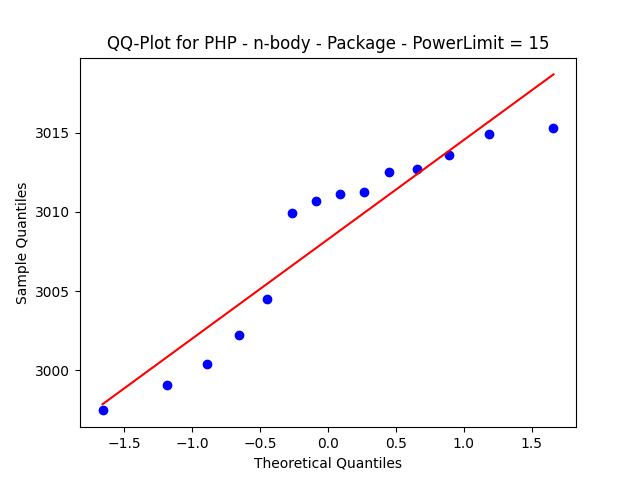 QQ-Plot for PHP - n-body - Package - PowerLimit = 15
3015
3010
3005
3000
Sample Quantiles
−1.5 −1.0 −0.5 0.0 0.5 1.0 1.5
Theoretical Quantiles